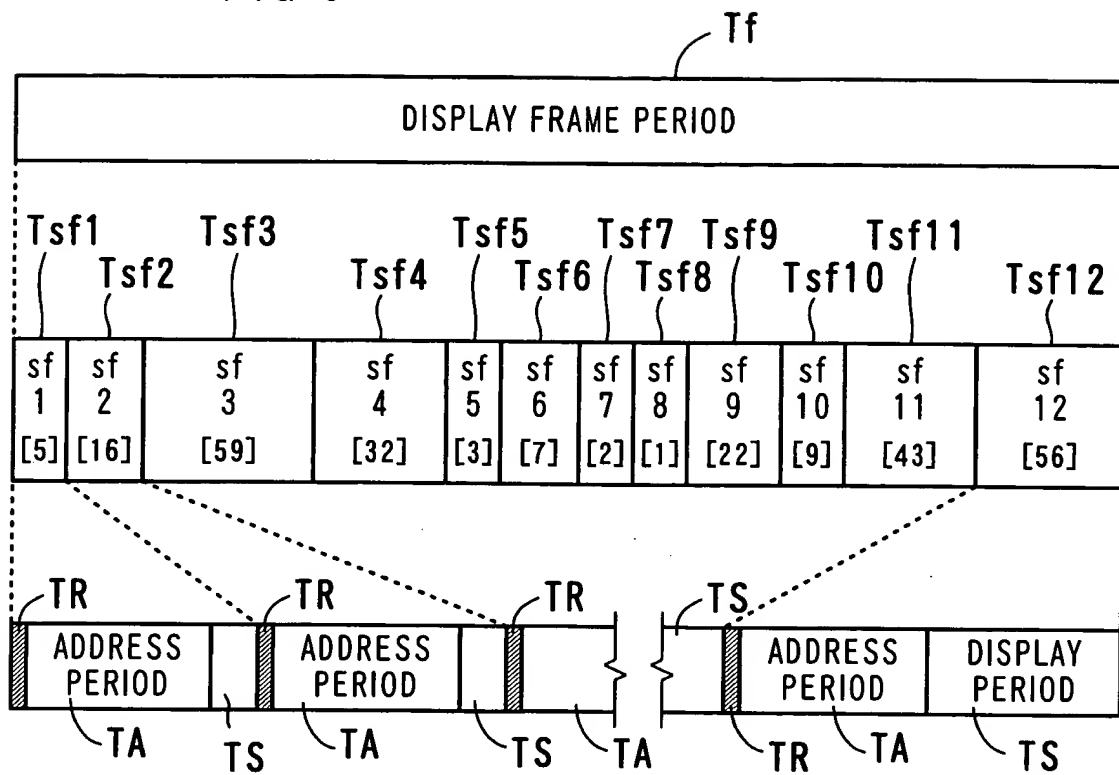 Tf
DISPLAY FRAME PERIOD
Tsf1 Tsf3 Tsf5 Tsf7 Tsf9 Tsf11
Tsf2 Tsf4 Tsf6 Tsf8 Tsf10 Tsf12
sf sf sf sf sf sf sf sf sf sf sf sf
1 2 3 4 5 6 7 8 9 10 11 12
[5] [16] [59] [32] [3] [7] [2] [1] [22] [9] [43] [56]
TR TR TR TS
ADDRESS PERIOD ADDRESS PERIOD ADDRESS PERIOD DISPLAY PERIOD
TA TS TA TS TA TR TA TS